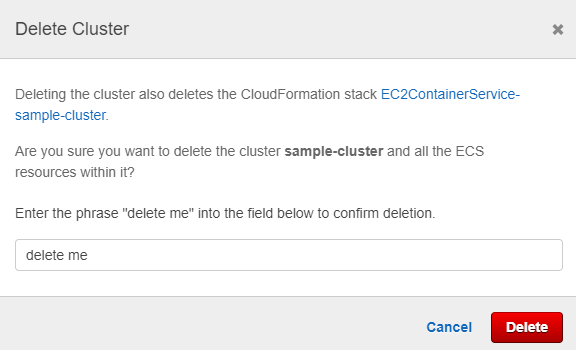 Delete Cluster
Deleting the cluster also deletes the CloudFormation stack EC2ContainerService-
sample-cluster.
Are you sure you want to delete the cluster sample-cluster and all the ECS
resources within it?
Enter the phrase "delete me" into the field below to confirm deletion.
delete me
Cancel Delete